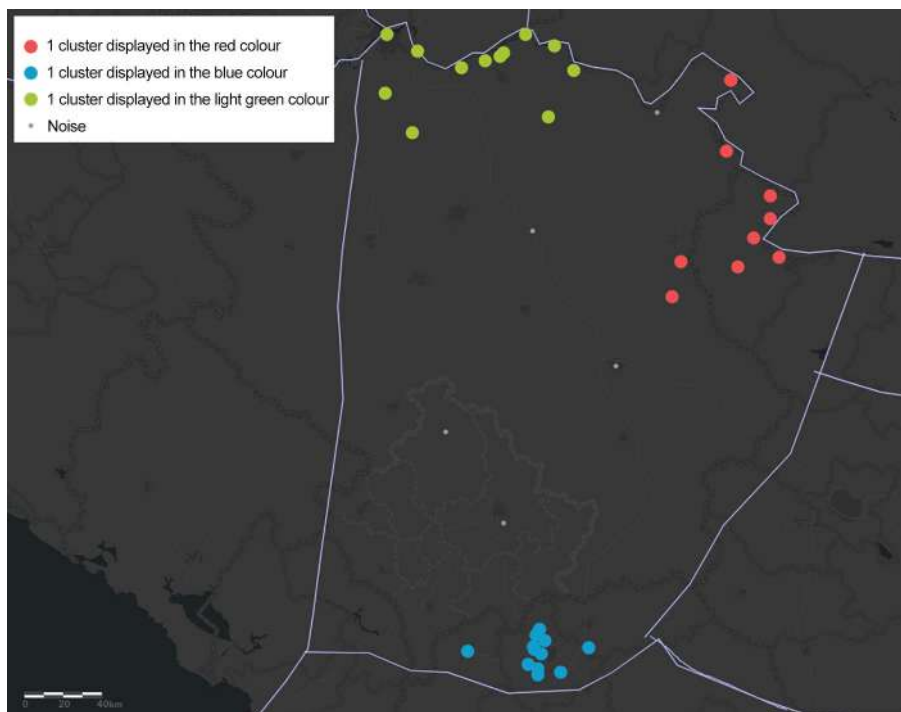 1 cluster displayed in the red colour
1 cluster displayed in the blue colour
1 cluster displayed in the light green colour
Noise
0 20 40km